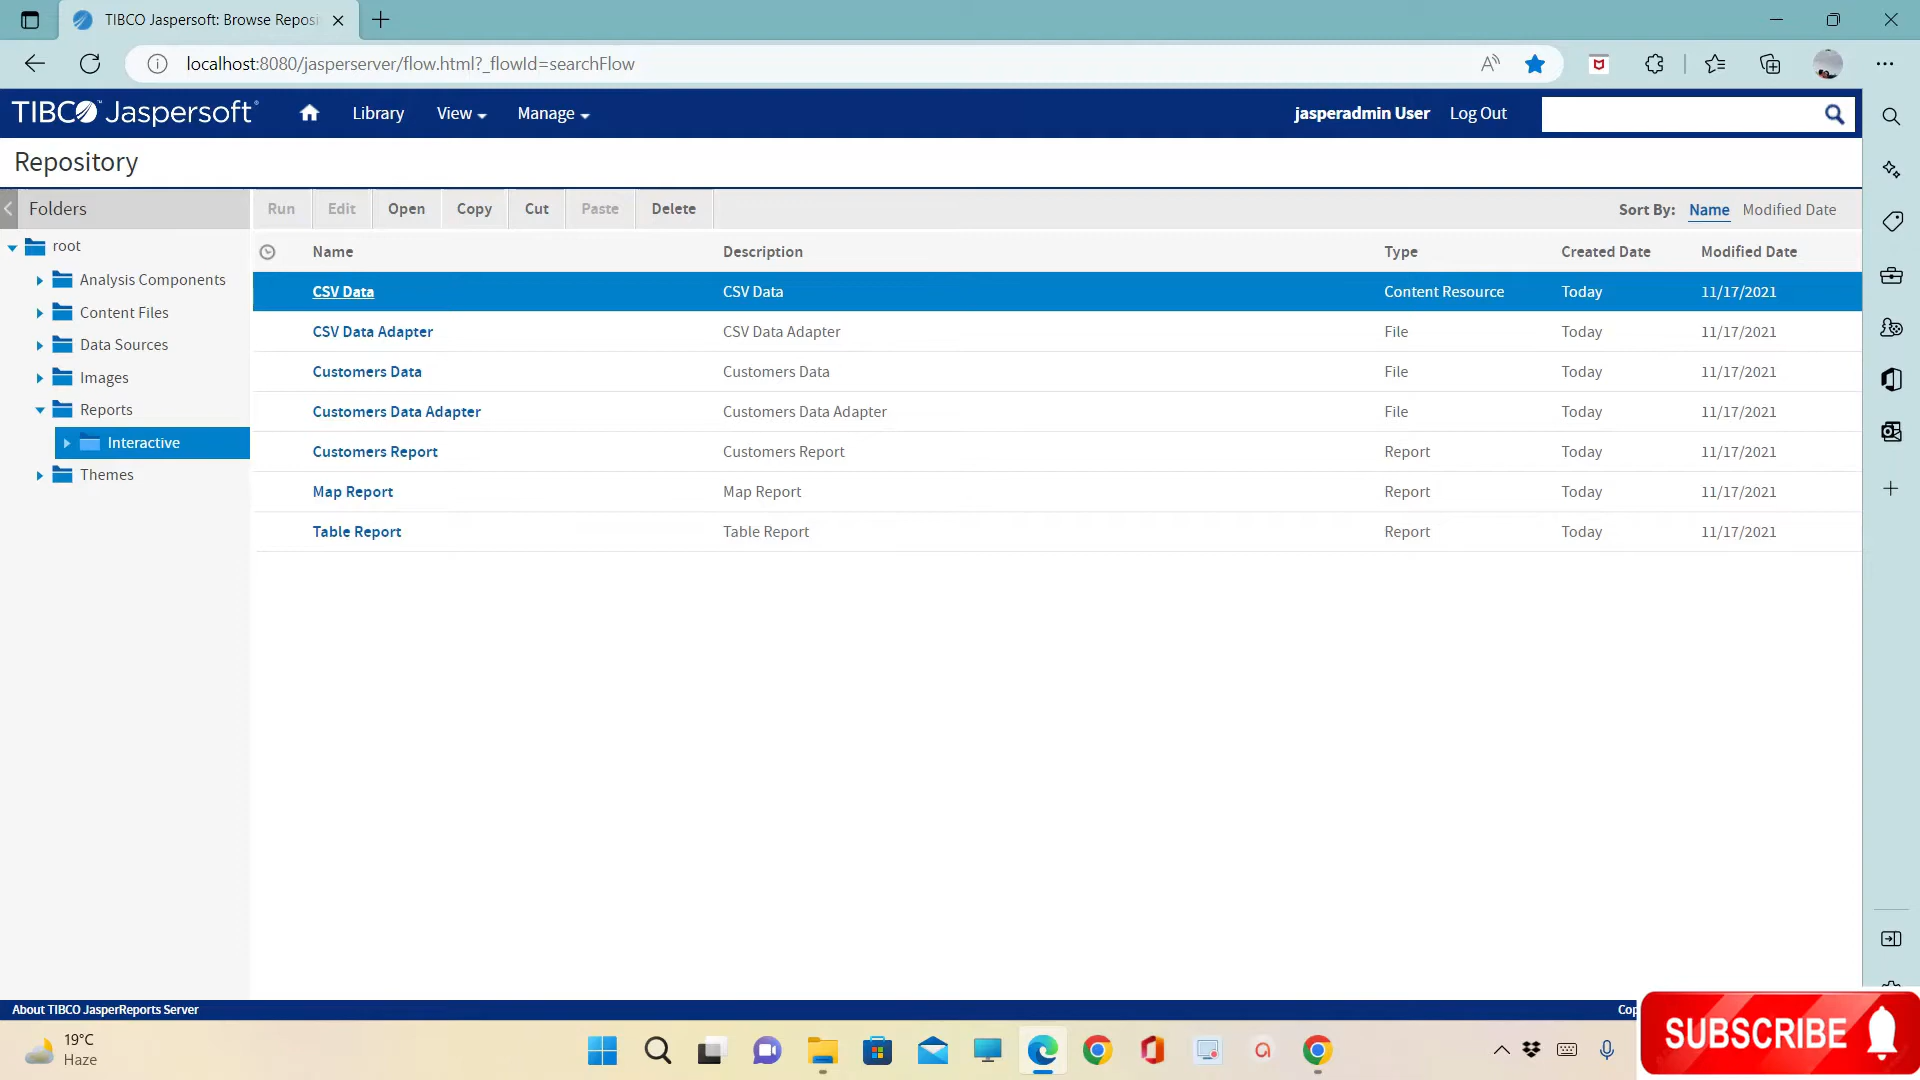 TIBCO Jaspersoft: Browse Reposi
localhost:8080/jasperserver/flow.html?_flowId=searchFlow
TIBCO Jaspersoft
Library View Manage
jasperadmin User Log Out
Repository
Folders
Run Edit Open Copy Cut Paste Delete
Sort By: Name Modified Date
root
Analysis Components
Content Files
Data Sources
Images
Reports
Interactive
Themes
Name Description Type Created Date Modified Date
CSV Data CSV Data Content Resource Today 11/17/2021
CSV Data Adapter CSV Data Adapter File Today 11/17/2021
Customers Data Customers Data File Today 11/17/2021
Customers Data Adapter Customers Data Adapter File Today 11/17/2021
Customers Report Customers Report Report Today 11/17/2021
Map Report Map Report Report Today 11/17/2021
Table Report Table Report Report Today 11/17/2021
About TIBCO JasperReports Server
Cop
19°C
Haze
SUBSCRIBE